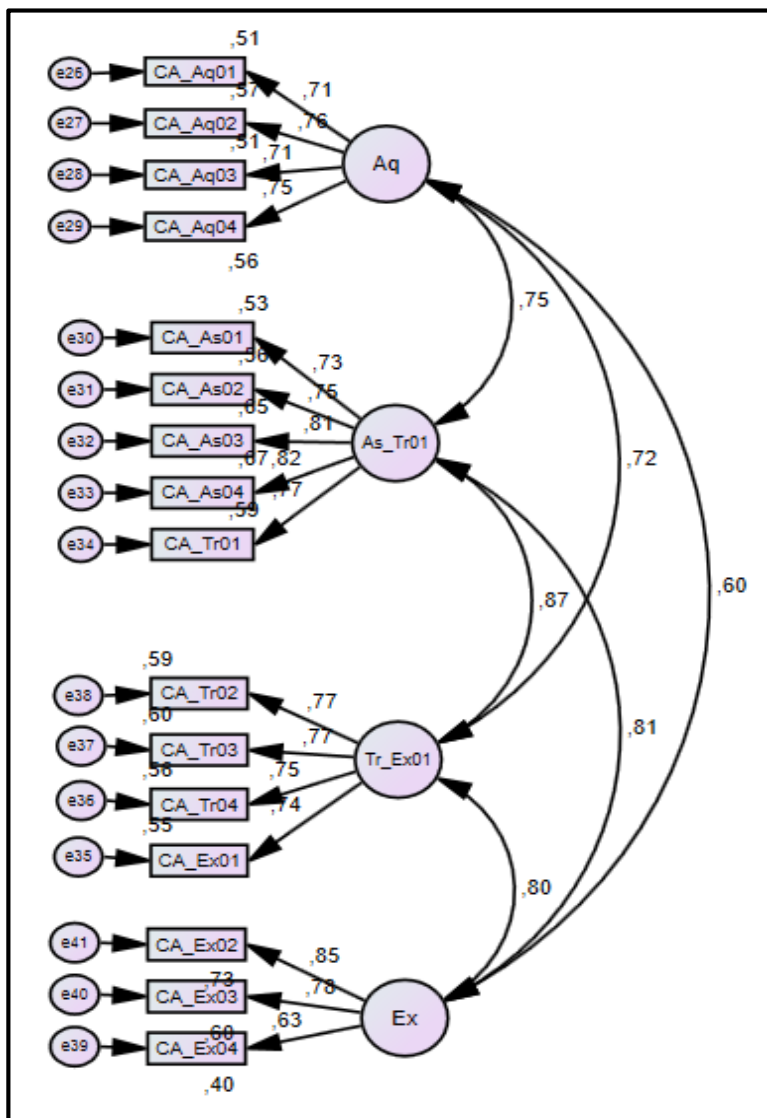 ,51
e26 CA_Aq01 ,71
,57
e27 CA_Aq02 ,76
Aq
,51
e28 CA_Aq03 ,71
,75
e29 CA_Aq04
,56
,75
,53
e30 CA_As01 ,73
,56
e31 CA_As02 ,75
,65
e32 CA_As03 ,81
As_Tr01
,72
,67 ,82
e33 CA_As04 ,77
,59
e34 CA_Tr01
,87
,60
,59
e38 CA_Tr02 ,77
,60
e37 CA_Tr03 ,77
Tr_Ex01
,81
,56 ,75
e36 CA_Tr04 ,74
,55
e35 CA_Ex01
,80
e41 CA_Ex02 ,85
,73
e40 CA_Ex03 ,78
Ex
,60 ,63
e39 CA_Ex04
,40